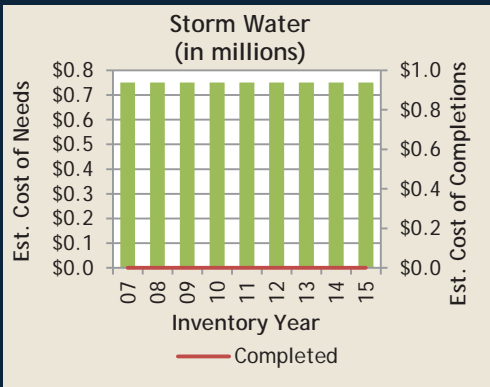 Storm Water
(in millions)
Est. Cost of Needs
$0.8
$0.7
$0.6
$0.5
$0.4
$0.3
$0.2
$0.1
$0.0
$1.0
$0.8
$0.6
$0.4
$0.2
$0.0
Est. Cost of Completions
07 08 09 10 11 12 13 14 15
Inventory Year
Completed